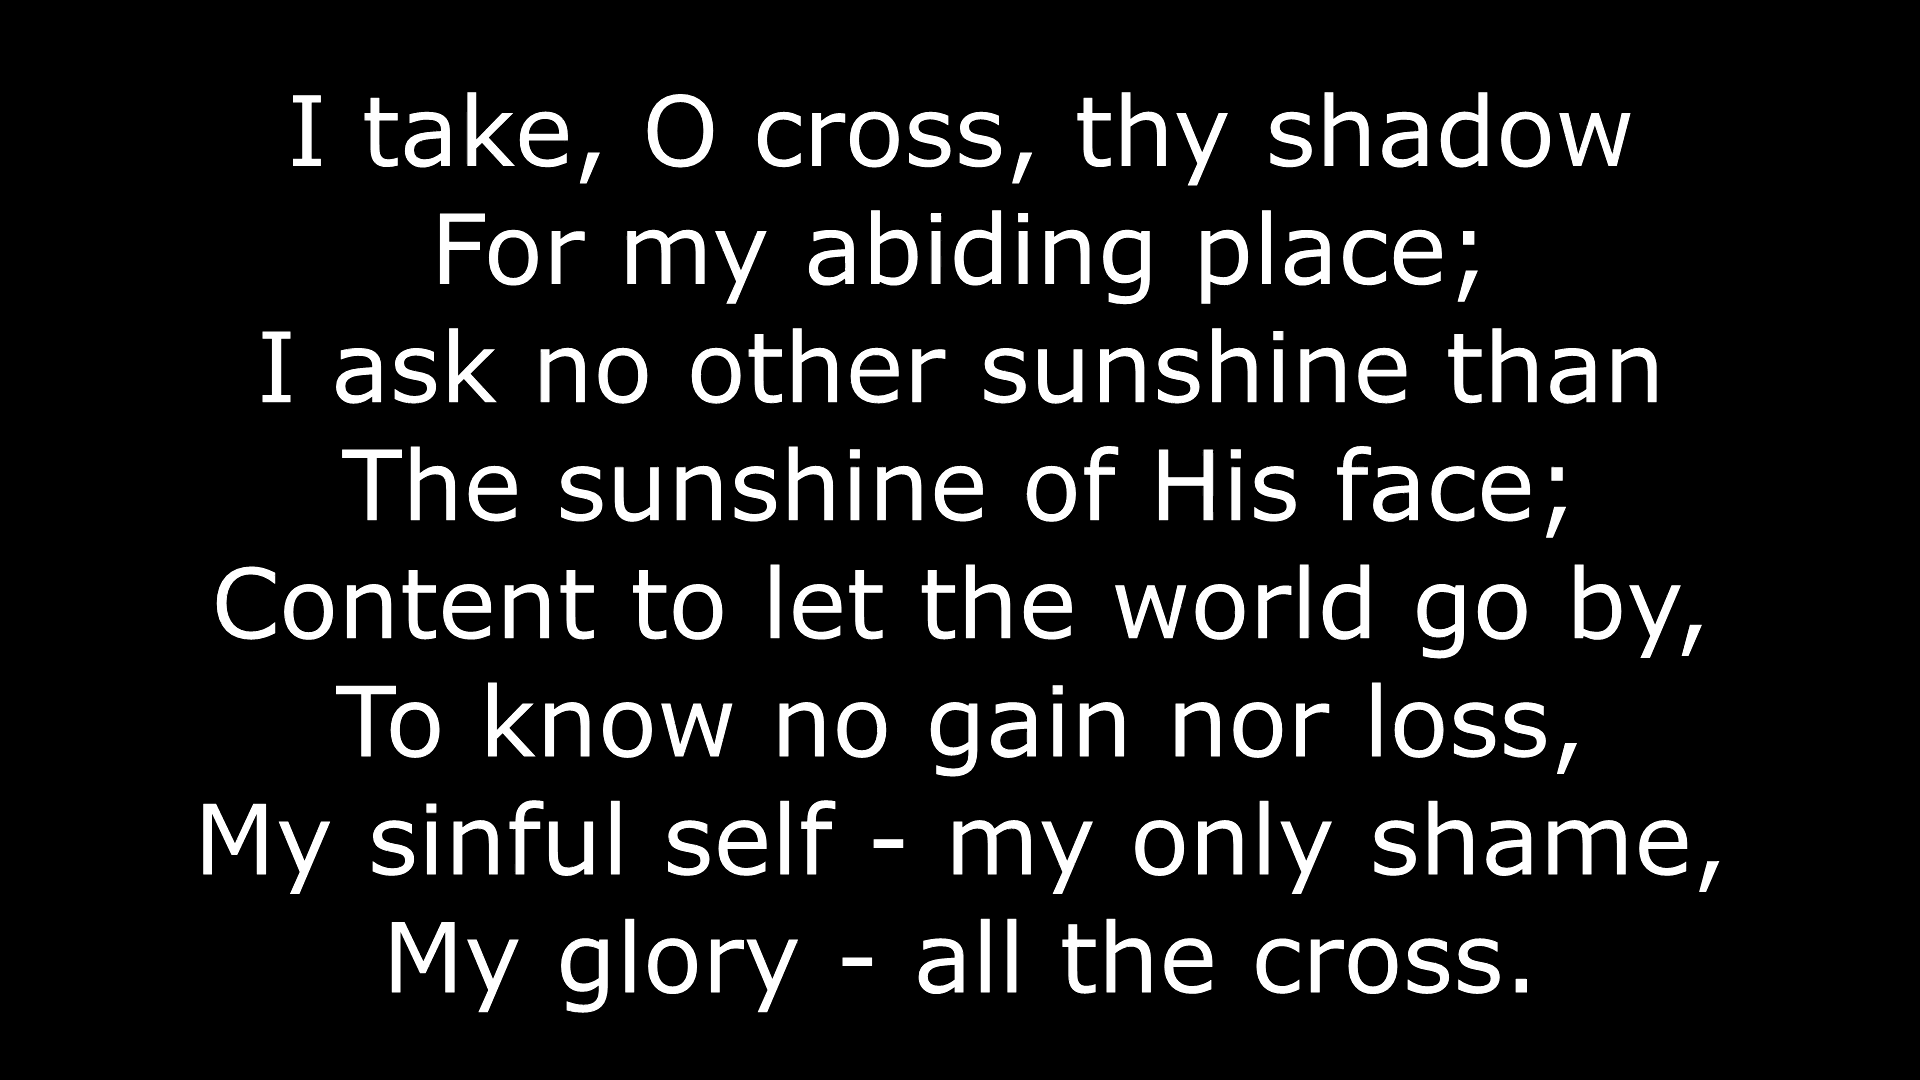 I take, O cross, thy shadow
For my abiding place;
I ask no other sunshine than
The sunshine of His face;
Content to let the world go by,
To know no gain nor loss,
My sinful self - my only shame,
My glory - all the cross.